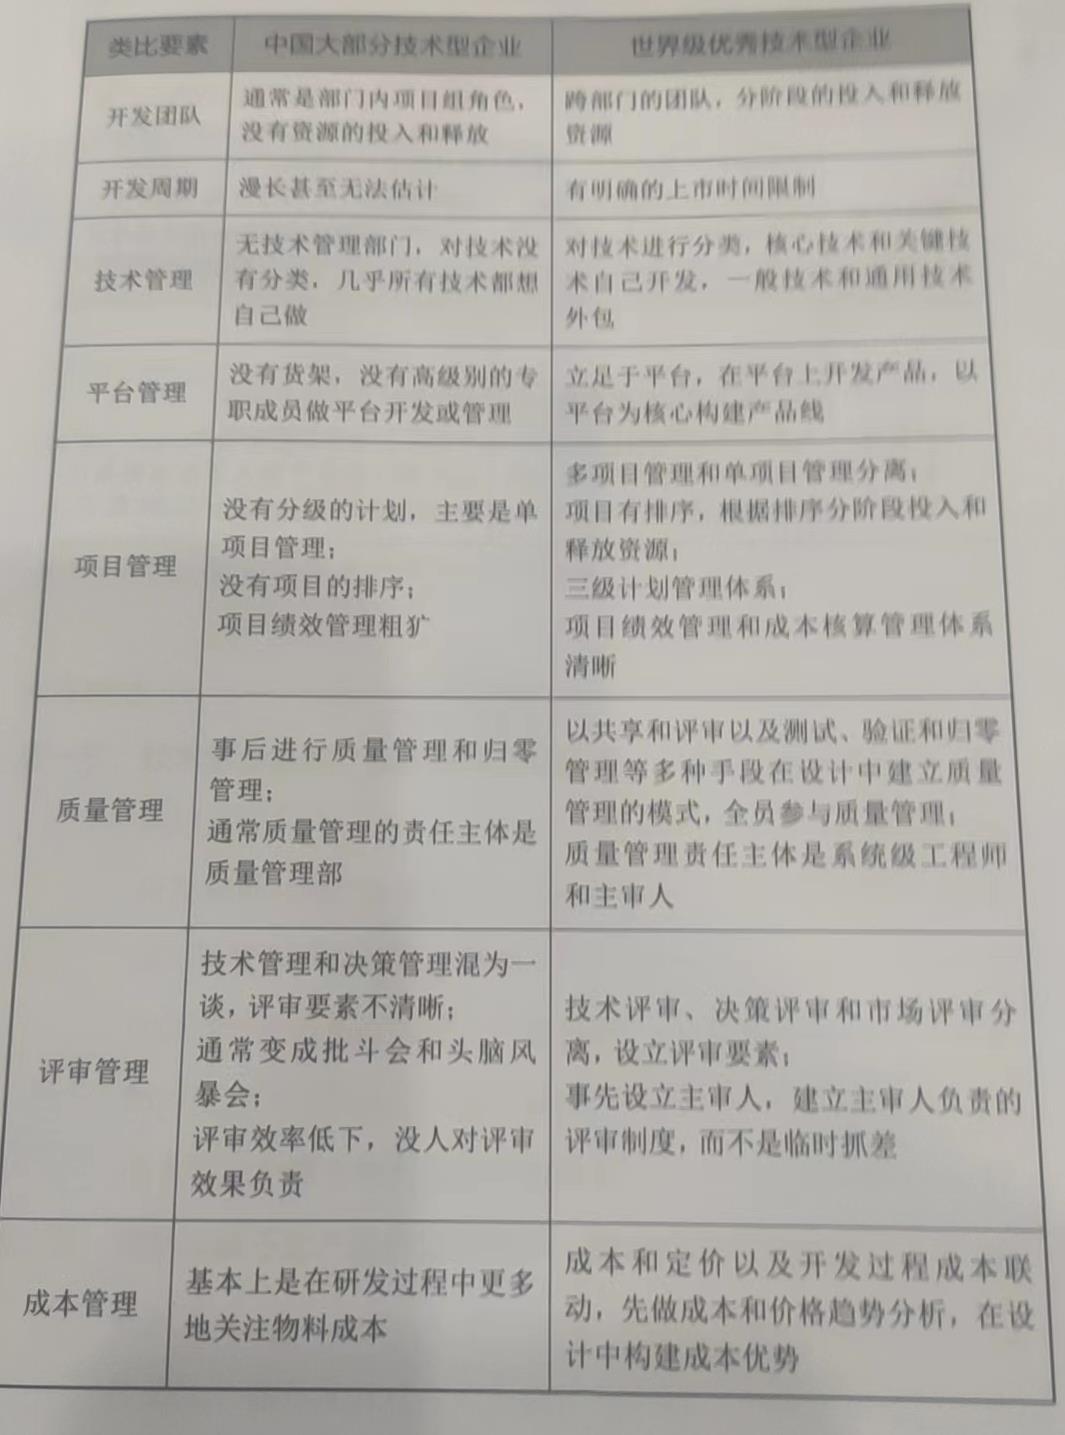 类比要素
中国大部分技术型企业
世界级优秀技术型企业
开发团队
通常是部门内项目组角色，
没有资源的投入和释放
跨部门的团队，分阶段的投入和释放
资源
开发周期
漫长甚至无法估计
有明确的上市时间限制
技术管理
无技术管理部门，对技术没
有分类，几乎所有技术都想
自己做
对技术进行分类，核心技术和关键技
术自己开发，一般技术和通用技术
外包
平台管理
没有货架，没有高级别的专
职成员做平台开发或管理
立足于平台，在平台上开发产品，以
平台为核心构建产品线
项目管理
没有分级的计划，主要是单
项目管理；
没有项目的排序；
项目绩效管理粗犷
多项目管理和单项目管理分离；
项目有排序，根据排序分阶段投入和
释放资源；
三级计划管理体系；
项目绩效管理和成本核算管理体系
清晰
质量管理
事后进行质量管理和归零
管理；
通常质量管理的责任主体是
质量管理部
以共享和评审以及测试、验证和归零
管理等多种手段在设计中建立质量
管理的模式，全员参与质量管理；
质量管理责任主体是系统级工程师
和主审人
评审管理
技术管理和决策管理混为一
谈，评审要素不清晰；
通常变成批斗会和头脑风
暴会；
评审效率低下，没人对评审
效果负责
技术评审、决策评审和市场评审分
离，设立评审要素；
事先设立主审人，建立主审人负责的
评审制度，而不是临时抓差
成本管理
基本上是在研发过程中更多
地关注物料成本
成本和定价以及开发过程成本联
动，先做成本和价格趋势分析，在设
计中构建成本优势